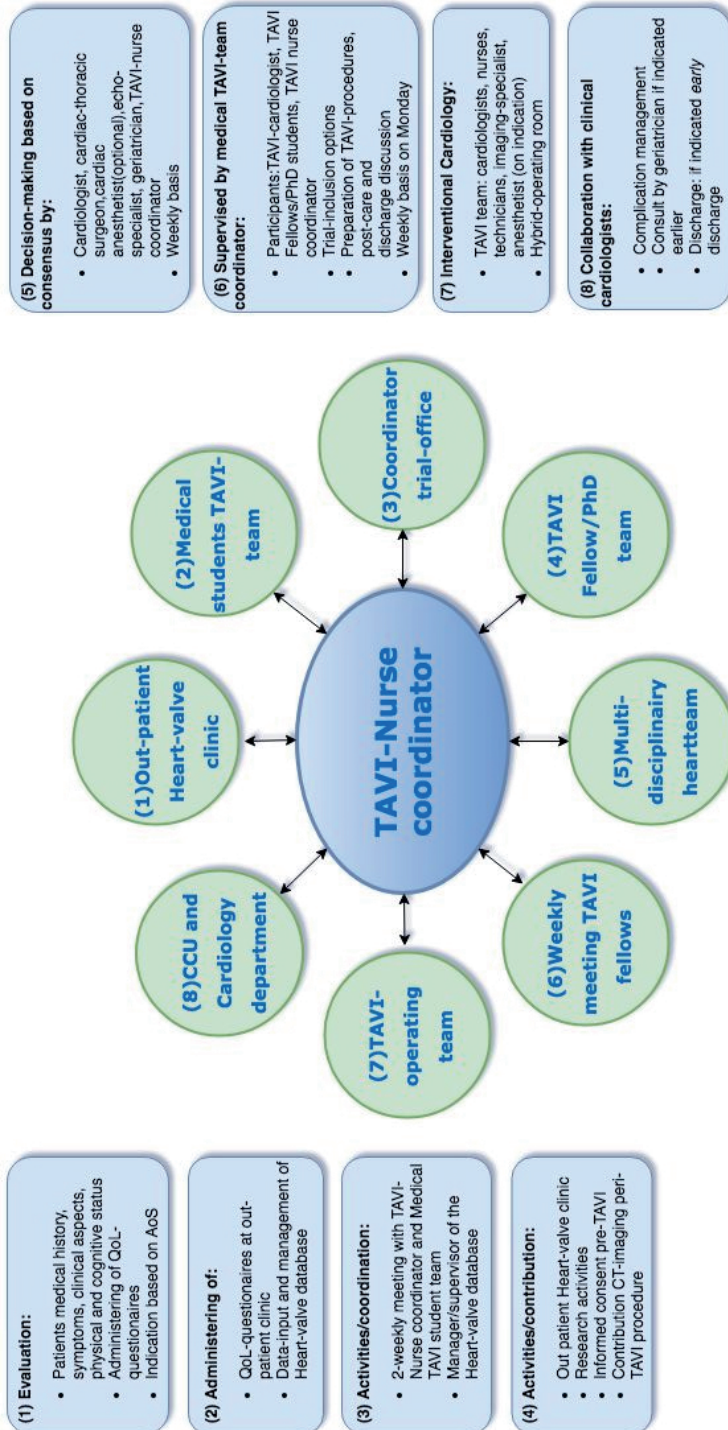 (1) Evaluation:
• Patients medical history,
symptoms, clinical aspects,
physical and cognitive status
• Administering of QoL-
questionaires
• Indication based on AoS
(2) Administering of:
• QoL-questionaires at out-
patient clinic
• Data-input and management of
Heart-valve database
(3) Activities/coordination:
• 2-weekly meeting with TAVI-
Nurse coordinator and Medical
TAVI student team
• Manager/supervisor of the
Heart-valve database
(4) Activities/contribution:
• Out patient Heart-valve clinic
• Research activities
• Informed consent pre-TAVI
• Contribution CT-imaging peri-
TAVI procedure
TAVI-Nurse
coordinator
(1)Out-patient
Heart-valve
clinic
(2)Medical
students TAVI-
team
(3)Coordinator
trial-office
(4)TAVI
Fellow/PhD
team
(5)Multi-
disciplinairy
heartteam
(6)Weekly
meeting TAVI
fellows
(7)TAVI-
operating
team
(8)CCU and
Cardiology
department
(5) Decision-making based on
consensus by:
• Cardiologist, cardiac-thoracic
surgeon,cardiac
anesthetist(optional),echo-
specialist, geriatrician,TAVI-nurse
coordinator
• Weekly basis
(6) Supervised by medical TAVI-team
coordinator:
• Participants:TAVI-cardiologist, TAVI
Fellows/PhD students, TAVI nurse
coordinator
• Trial-inclusion options
• Preparation of TAVI-procedures,
post-care and
discharge discussion
• Weekly basis on Monday
(7) Interventional Cardiology:
• TAVI team: cardiologists, nurses,
technicians, imaging-specialist,
anesthetist (on indication)
• Hybrid-operating room
(8) Collaboration with clinical
cardiologists:
• Complication management
• Consult by geriatrician if indicated
earlier
• Discharge: if indicated early
discharge